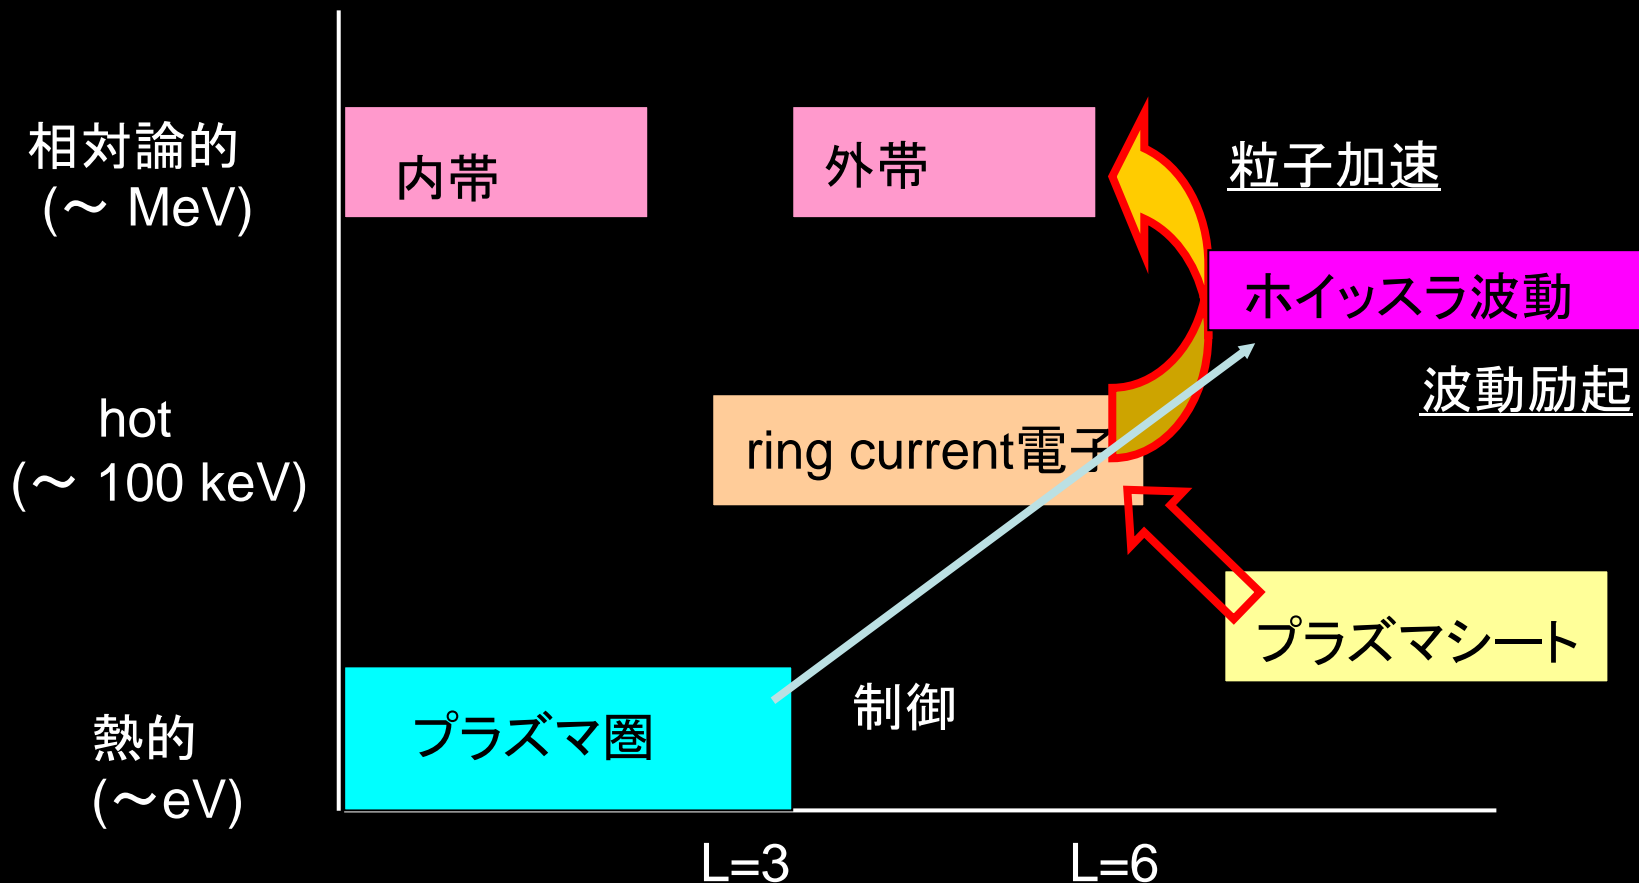 相対論的
(～ MeV)
内帯
外帯
粒子加速
ホイッスラ波動
波動励起
hot
(～ 100 keV)
ring current電子
プラズマシート
熱的
(～eV)
プラズマ圏
制御
L=3
L=6